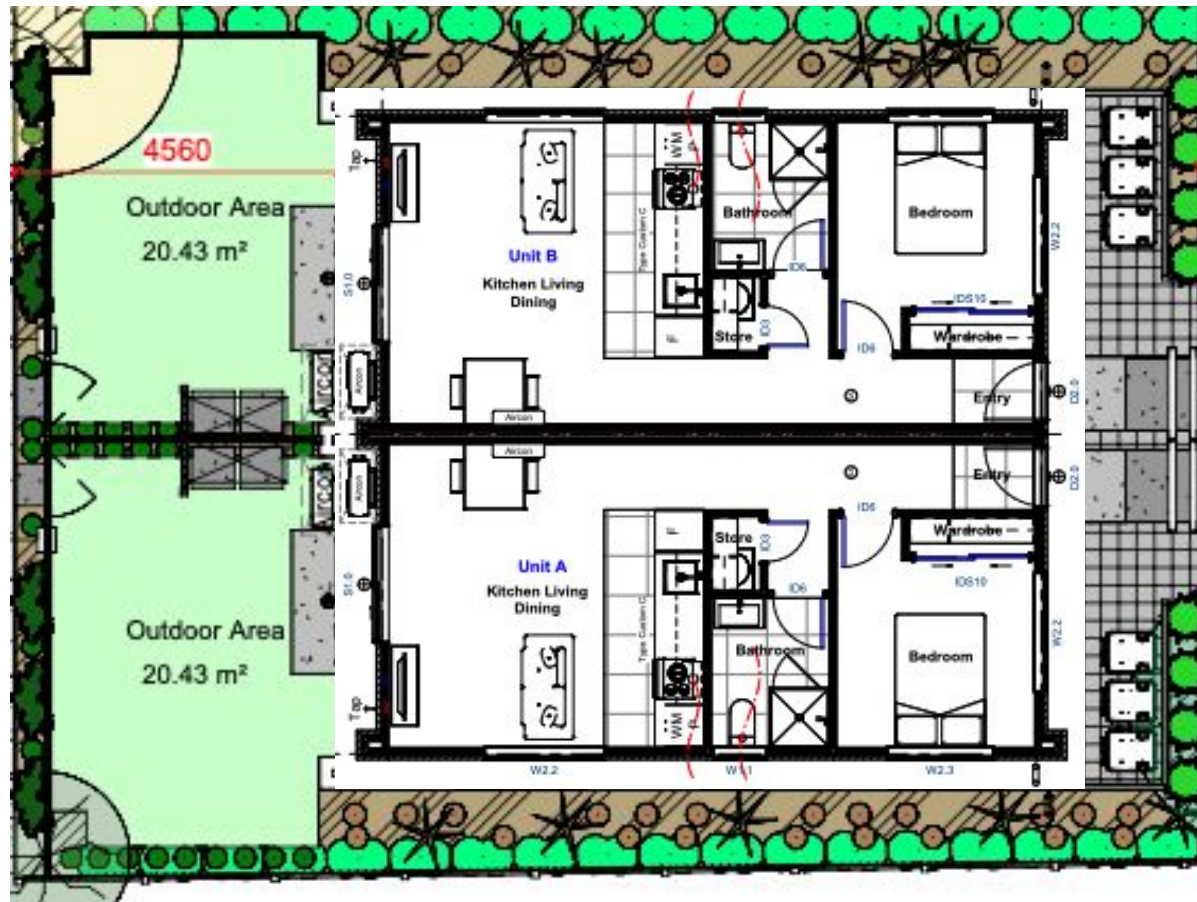 4560
Outdoor Area
20.43 m²
Tap
S1.0
Aircon
Aircon
Unit B
Kitchen Living
Dining
Aircon
Type Custom C
WM
F
Bathroom
ID6
Store
ID3
Bedroom
W2.2
IDS10
Wardrobe
ID6
Entry
D2.0
Outdoor Area
20.43 m²
Tap
S1.0
Aircon
Aircon
Aircon
Unit A
Kitchen Living
Dining
Type Custom C
WM
F
Store
ID3
ID6
Bathroom
ID6
Entry
D2.0
Wardrobe
IDS10
W2.2
Bedroom
W2.2
W1.1
W2.3